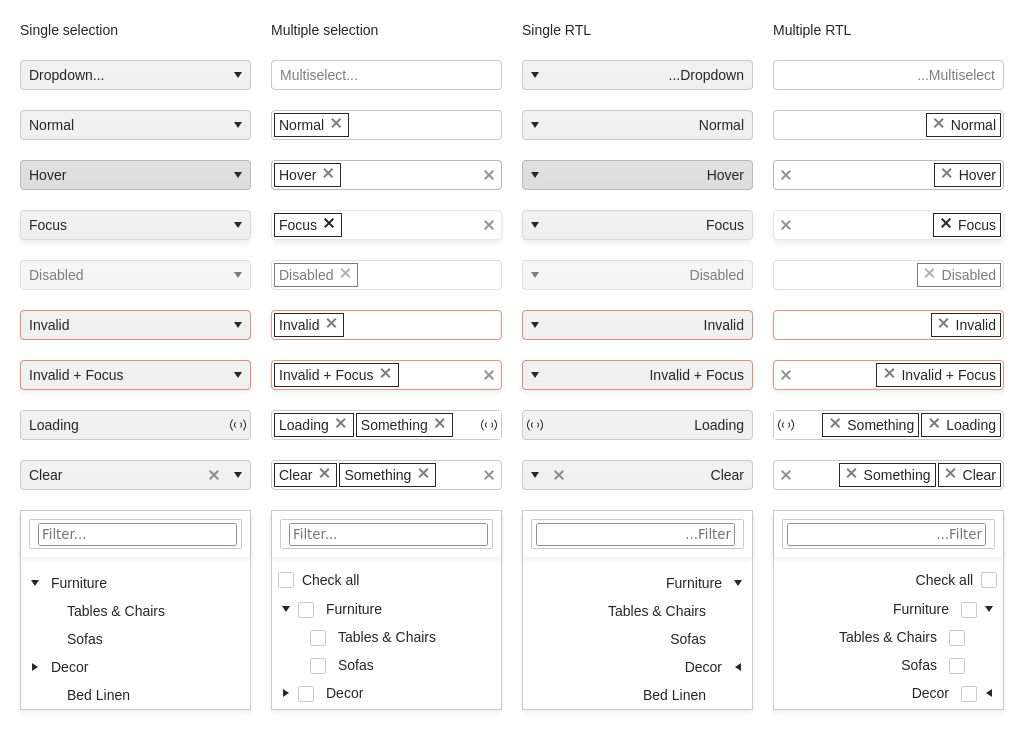 Single selection Multiple selection Single RTL Multiple RTL
Dropdown... Multiselect... ...Dropdown ...Multiselect
Normal Normal Normal Normal
Hover Hover Hover Hover
Focus Focus Focus Focus
Disabled Disabled Disabled Disabled
Invalid Invalid Invalid Invalid
Invalid + Focus Invalid + Focus Invalid + Focus Invalid + Focus
Loading Loading Something Loading Something Loading
Clear Clear Something Clear Something Clear
Filter... Filter... ...Filter ...Filter
Check all Check all
Furniture Furniture Furniture Furniture
Tables & Chairs Tables & Chairs Tables & Chairs Tables & Chairs
Sofas Sofas Sofas Sofas
Decor Decor Decor Decor
Bed Linen Bed Linen